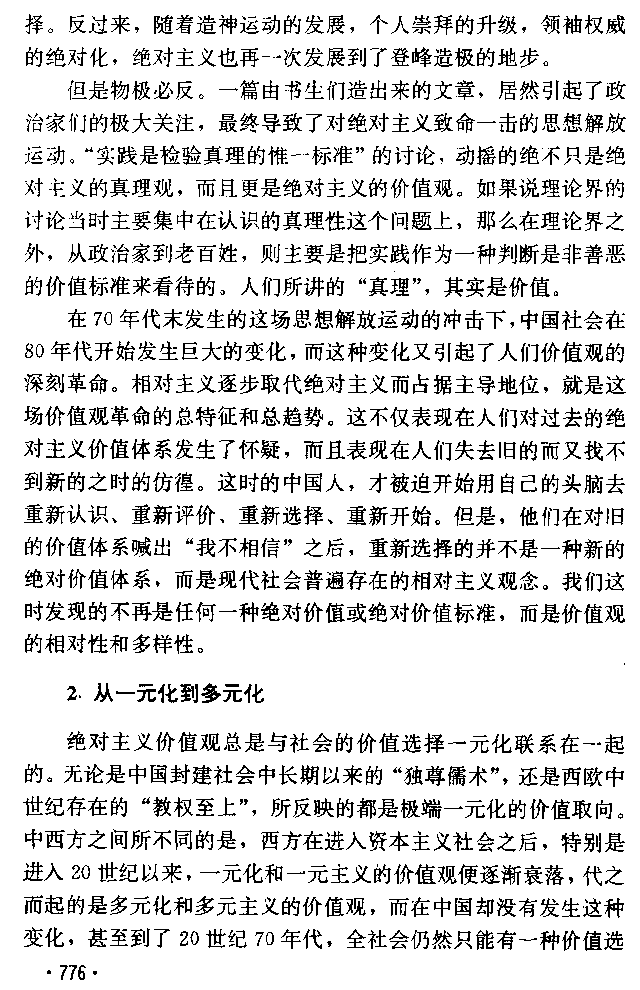 择。反过来，随着造神运动的发展，个人崇拜的升级，领袖权威
的绝对化，绝对主义也再一次发展到了登峰造极的地步。
但是物极必反。一篇由书生们造出来的文章，居然引起了政
治家们的极大关注，最终导致了对绝对主义致命一击的思想解放
运动。“实践是检验真理的惟一标准”的讨论，动摇的绝不只是绝
对主义的真理观，而且更是绝对主义的价值观。如果说理论界的
讨论当时主要集中在认识的真理性这个问题上，那么在理论界之
外，从政治家到老百姓，则主要是把实践作为一种判断是非善恶
的价值标准来看待的。人们所讲的“真理”，其实是价值。
在70年代末发生的这场思想解放运动的冲击下，中国社会在
80年代开始发生巨大的变化，而这种变化又引起了人们价值观的
深刻革命。相对主义逐步取代绝对主义而占据主导地位，就是这
场价值观革命的总特征和总趋势。这不仅表现在人们对过去的绝
对主义价值体系发生了怀疑，而且表现在人们失去旧的而又找不
到新的之时的彷徨。这时的中国人，才被迫开始用自己的头脑去
重新认识、重新评价、重新选择、重新开始。但是，他们在对旧
的价值体系喊出“我不相信”之后，重新选择的并不是一种新的
绝对价值体系，而是现代社会普遍存在的相对主义观念。我们这
时发现的不再是任何一种绝对价值或绝对价值标准，而是价值观
的相对性和多样性。
2. 从一元化到多元化
绝对主义价值观总是与社会的价值选择一元化联系在一起
的。无论是中国封建社会中长期以来的“独尊儒术”，还是西欧中
世纪存在的“教权至上”，所反映的都是极端一元化的价值取向。
中西方之间所不同的是，西方在进入资本主义社会之后，特别是
进入20世纪以来，一元化和一元主义的价值观便逐渐衰落，代之
而起的是多元化和多元主义的价值观，而在中国却没有发生这种
变化，甚至到了20世纪70年代，全社会仍然只能有一种价值选
·776·